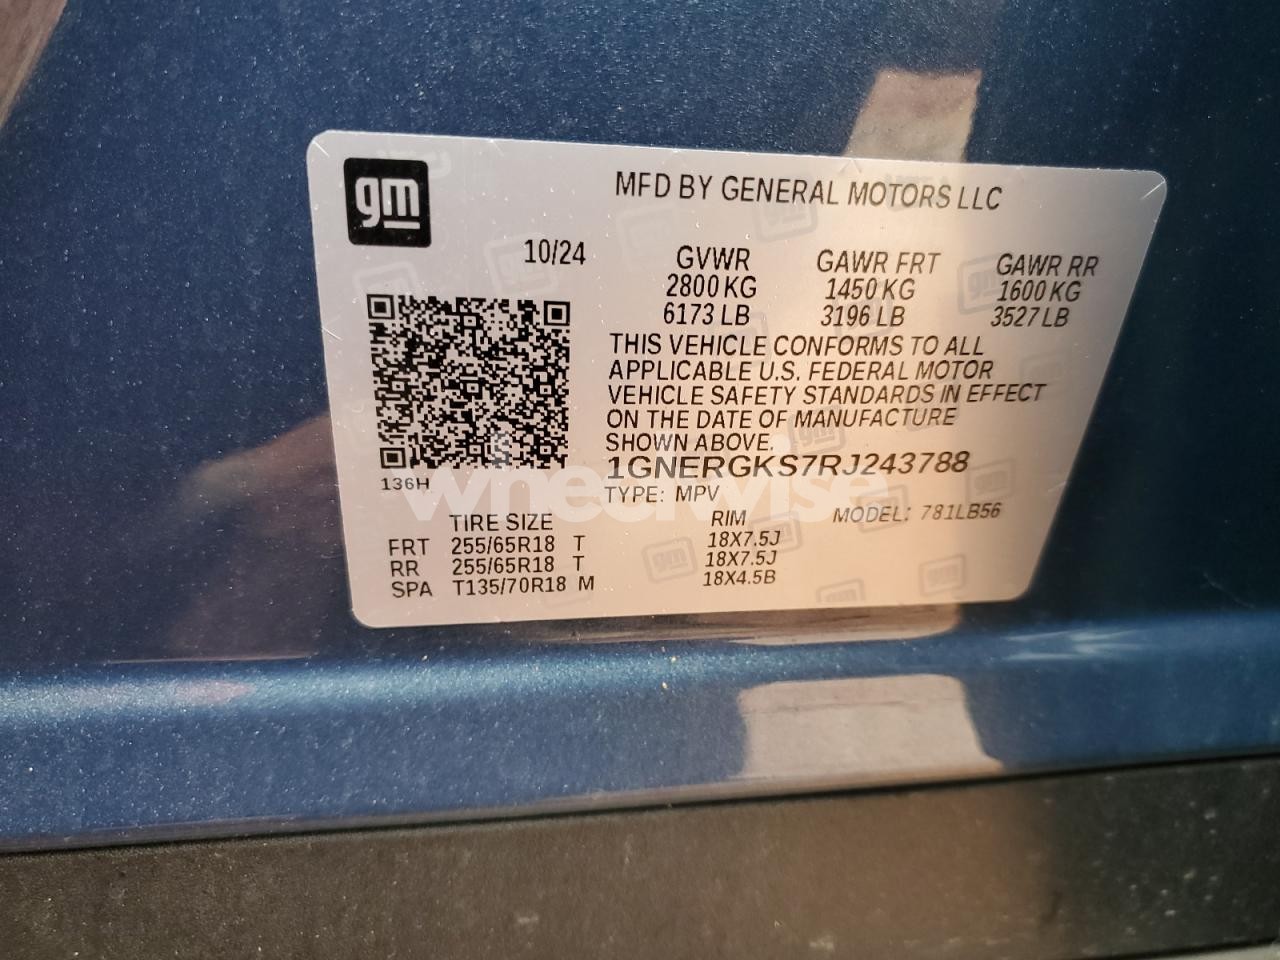 gm
MFD BY GENERAL MOTORS LLC
10/24
GVWR GAWR FRT GAWR RR
2800 KG 1450 KG 1600 KG
6173 LB 3196 LB 3527 LB
THIS VEHICLE CONFORMS TO ALL
APPLICABLE U.S. FEDERAL MOTOR
VEHICLE SAFETY STANDARDS IN EFFECT
ON THE DATE OF MANUFACTURE
SHOWN ABOVE.
1GNERGKS7RJ243788
136H
TYPE: MPV
wheelwise
MODEL: 781LB56
TIRE SIZE RIM
FRT 255/65R18 T 18X7.5J
RR 255/65R18 T 18X7.5J
SPA T135/70R18 M 18X4.5B